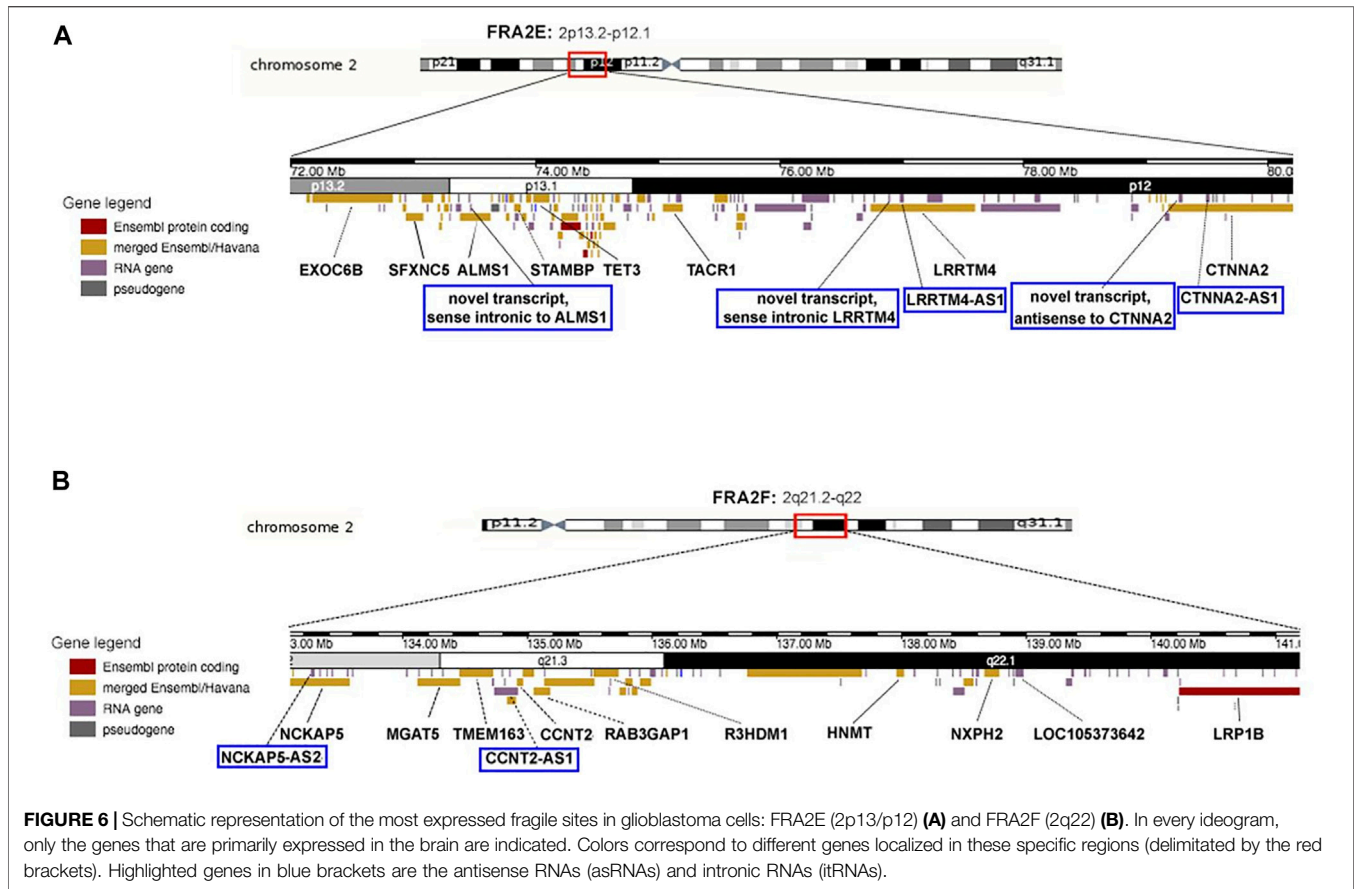 A
FRA2E: 2p13.2-p12.1
chromosome 2
p21
p12
p11.2
q31.1
72.00 Mb
74.00 Mb
76.00 Mb
78.00 Mb
80.0
p13.2
p13.1
p12
Gene legend
Ensembl protein coding
merged Ensembl/Havana
RNA gene
pseudogene
EXOC6B
SFXNC5
ALMS1
STAMBP
TET3
TACR1
LRRTM4
CTNNA2
novel transcript,
sense intronic to ALMS1
novel transcript,
sense intronic LRRTM4
LRRTM4-AS1
novel transcript,
antisense to CTNNA2
CTNNA2-AS1
B
FRA2F: 2q21.2-q22
chromosome 2
p11.2
q31.1
3.00 Mb
134.00 Mb
135.00 Mb
136.00 Mb
137.00 Mb
138.00 Mb
139.00 Mb
140.00 Mb
141.0
q21.3
q22.1
Gene legend
Ensembl protein coding
merged Ensembl/Havana
RNA gene
pseudogene
NCKAP5
MGAT5
TMEM163
CCNT2
RAB3GAP1
R3HDM1
HNMT
NXPH2
LOC105373642
LRP1B
NCKAP5-AS2
CCNT2-AS1
FIGURE 6 | Schematic representation of the most expressed fragile sites in glioblastoma cells: FRA2E (2p13/p12) (A) and FRA2F (2q22) (B). In every ideogram,
only the genes that are primarily expressed in the brain are indicated. Colors correspond to different genes localized in these specific regions (delimitated by the red
brackets). Highlighted genes in blue brackets are the antisense RNAs (asRNAs) and intronic RNAs (itRNAs).